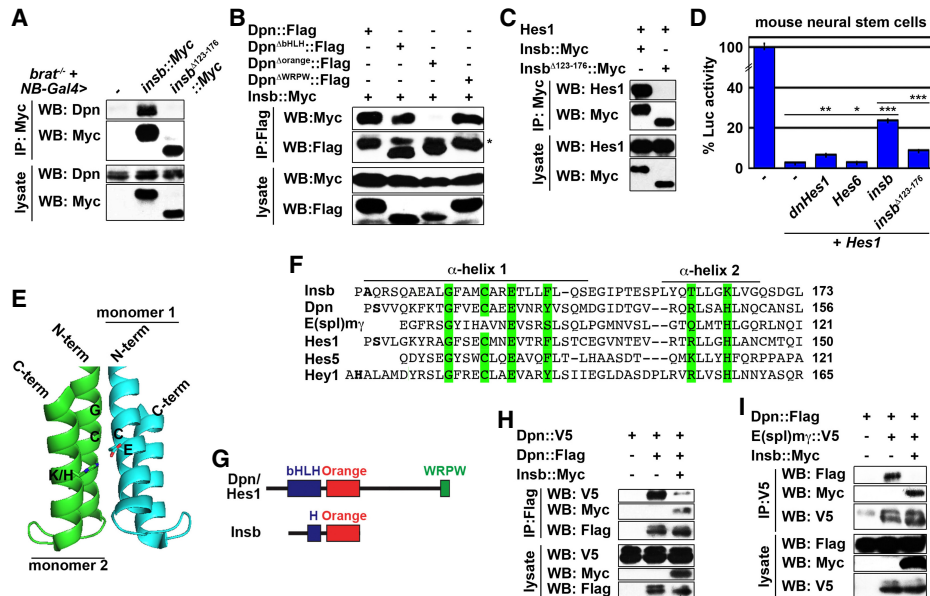 A
brat-/- +
NB-Gal4>
-
insb::Myc
insbΔ123-176
::Myc
IP: Myc
WB: Dpn
WB: Myc
lysate
WB: Dpn
WB: Myc
B
Dpn::Flag + 
DpnΔbHLH::Flag +
DpnΔorange::Flag +
DpnΔWRPW::Flag +
Insb::Myc + + + +
IP:Flag
WB:Myc
WB:Flag *
lysate
WB:Myc
WB:Flag
C
Hes1 + +
Insb::Myc +
InsbΔ123-176::Myc +
IP: Myc
WB: Hes1
WB: Myc
lysate
WB: Hes1
WB: Myc
D
mouse neural stem cells
% Luc activity
100
40
20
0
** * *** ***
- - dnHes1 Hes6 insb insbΔ123-176
+ Hes1
E
monomer 1
N-term N-term
C-term C-term
G
C C
E
K/H
monomer 2
F
α-helix 1 α-helix 2
Insb PAQRSQAEALGFAMCARETLLFL-QSEGIPTESPLYQTLLGKLVGQSDGL 173
Dpn PSVVQKFKTGFVECAEEVNRYVSQMDGIDTG---VRQRLSAHLNQCANSL 156
E(spl)mγ EGFRSGYIHAVNEVSRSLSQLPGMNVSL---GTQLMTHLGQRLNQI 121
Hes1 PSVLGKYRAGFSECMNEVTRFLSTCEGVNTEV---RTRLLGHLANCMTQI 150
Hes5 QDYSEGYSWCLQEAVQFLT-LHAASDT---QMKLLYHFQRPPAPA 121
Hey1 AHALAMDYRSLGFRECLAEVARYLSIIEGLDASDPLRVRLVSHLNNYASQR 165
G
bHLH Orange WRPW
Dpn/
Hes1
H Orange
Insb
H
Dpn::V5 + + +
Dpn::Flag - + +
Insb::Myc - - +
IP:Flag
WB: V5
WB: Myc
WB: Flag
lysate
WB: V5
WB: Myc
WB: Flag
I
Dpn::Flag + + +
E(spl)mγ::V5 - + +
Insb::Myc - - +
IP:V5
WB: Flag
WB: Myc
WB: V5
lysate
WB: Flag
WB: Myc
WB: V5